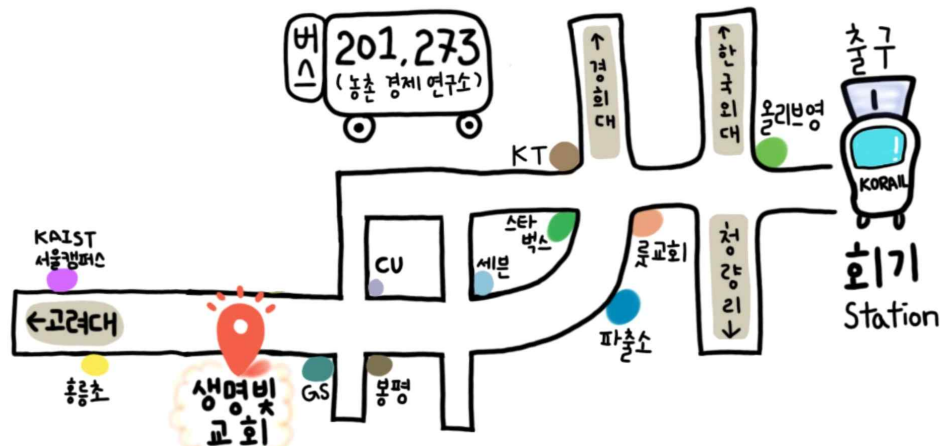 버스
201,273
(농촌 경제 연구소)
↑경희대
↑한국외대
출구
1
올리브영
KT
KORAIL
스타
벅스
룻교회
청량리↓
회기
Station
KAIST
서울캠퍼스
CU
세븐
←고려대
파출소
홍릉초
생명빛
교회
GS
봉평